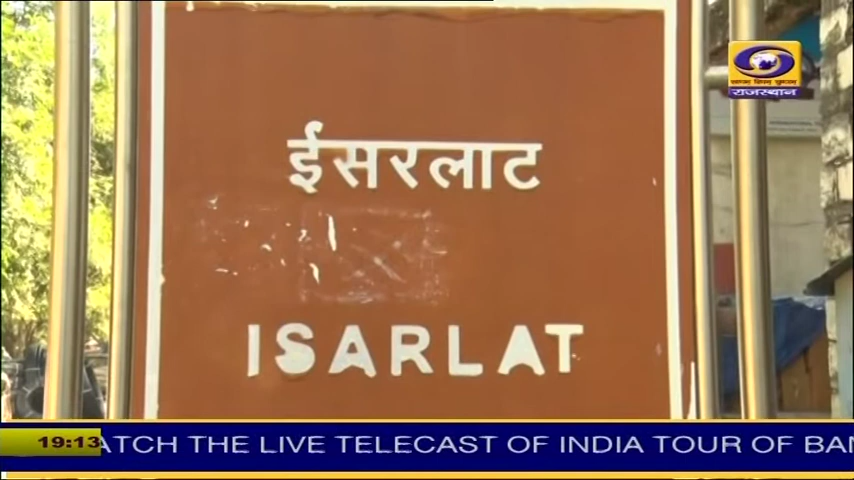 राजस्थान
ईसरलाट
ISARLAT
19:13 ATCH THE LIVE TELECAST OF INDIA TOUR OF BAN